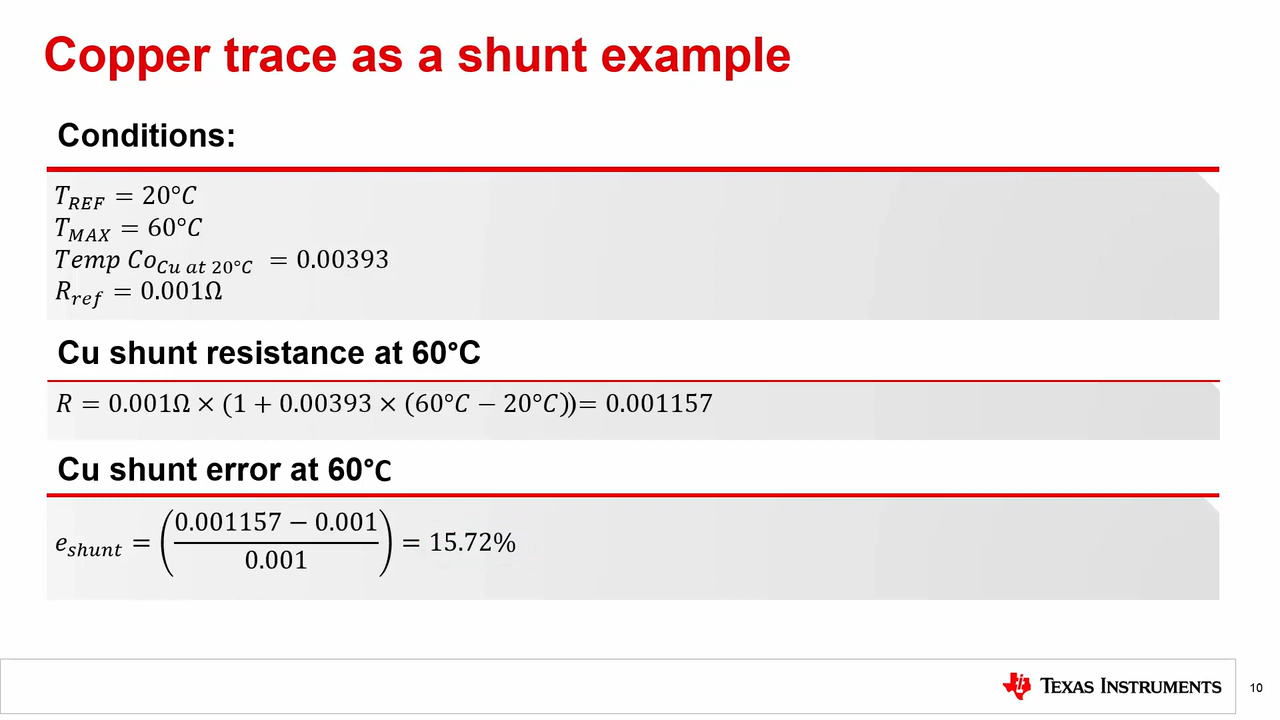 Copper trace as a shunt example
Conditions:
T_REF = 20°C
T_MAX = 60°C
Temp Co_Cu at 20°C = 0.00393
R_ref = 0.001Ω
Cu shunt resistance at 60°C
R = 0.001Ω × (1 + 0.00393 × (60°C − 20°C))= 0.001157
Cu shunt error at 60°C
e_shunt = ((0.001157 − 0.001)/0.001) = 15.72%
TEXAS INSTRUMENTS
10